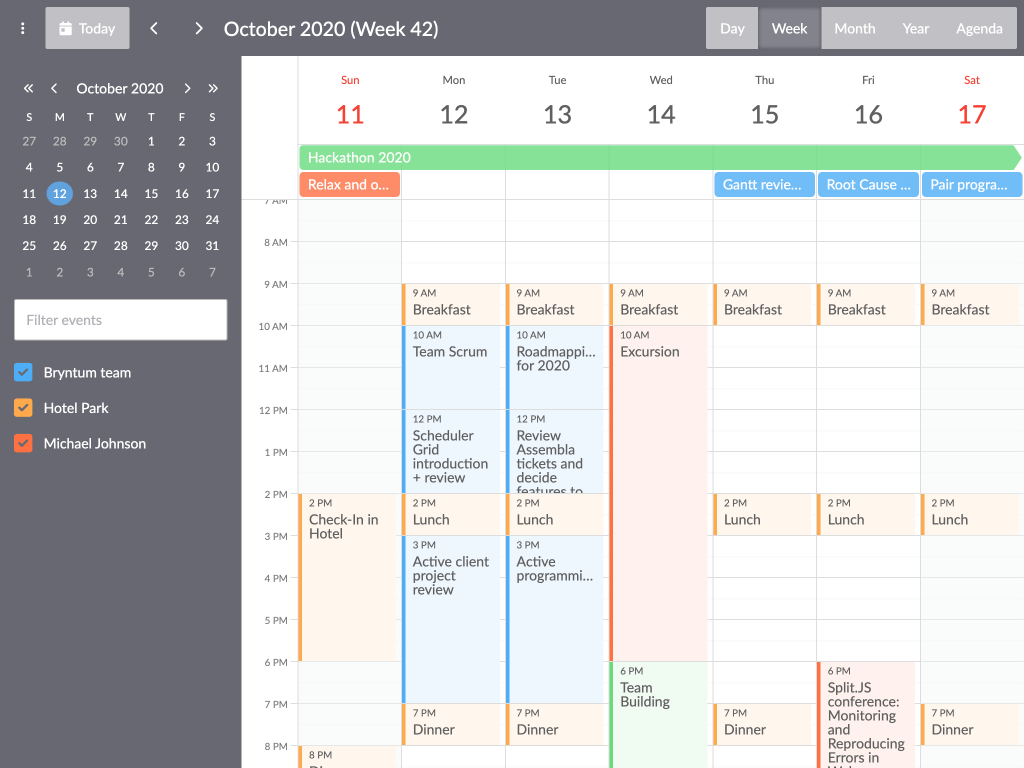 Today
October 2020 (Week 42)
Day Week Month Year Agenda
October 2020
S M T W T F S
27 28 29 30 1 2 3
4 5 6 7 8 9 10
11 12 13 14 15 16 17
18 19 20 21 22 23 24
25 26 27 28 29 30 31
1 2 3 4 5 6 7
Filter events
Bryntum team
Hotel Park
Michael Johnson
Sun Mon Tue Wed Thu Fri Sat
11 12 13 14 15 16 17
Hackathon 2020
Relax and o... Gantt revie... Root Cause ... Pair progra...
7 AM
8 AM
9 AM
10 AM
11 AM
12 PM
1 PM
2 PM
3 PM
4 PM
5 PM
6 PM
7 PM
8 PM
2 PM
Check-In in
Hotel
8 PM
9 AM
Breakfast
10 AM
Team Scrum
12 PM
Scheduler
Grid
introduction
+ review
2 PM
Lunch
3 PM
Active client
project
review
7 PM
Dinner
9 AM
Breakfast
10 AM
Roadmappi...
for 2020
12 PM
Review
Assembla
tickets and
decide
features to
2 PM
Lunch
3 PM
Active
programmi...
7 PM
Dinner
9 AM
Breakfast
10 AM
Excursion
6 PM
Team
Building
9 AM
Breakfast
2 PM
Lunch
7 PM
Dinner
9 AM
Breakfast
2 PM
Lunch
6 PM
Split.JS
conference:
Monitoring
and
Reproducing
Errors in
9 AM
Breakfast
2 PM
Lunch
7 PM
Dinner